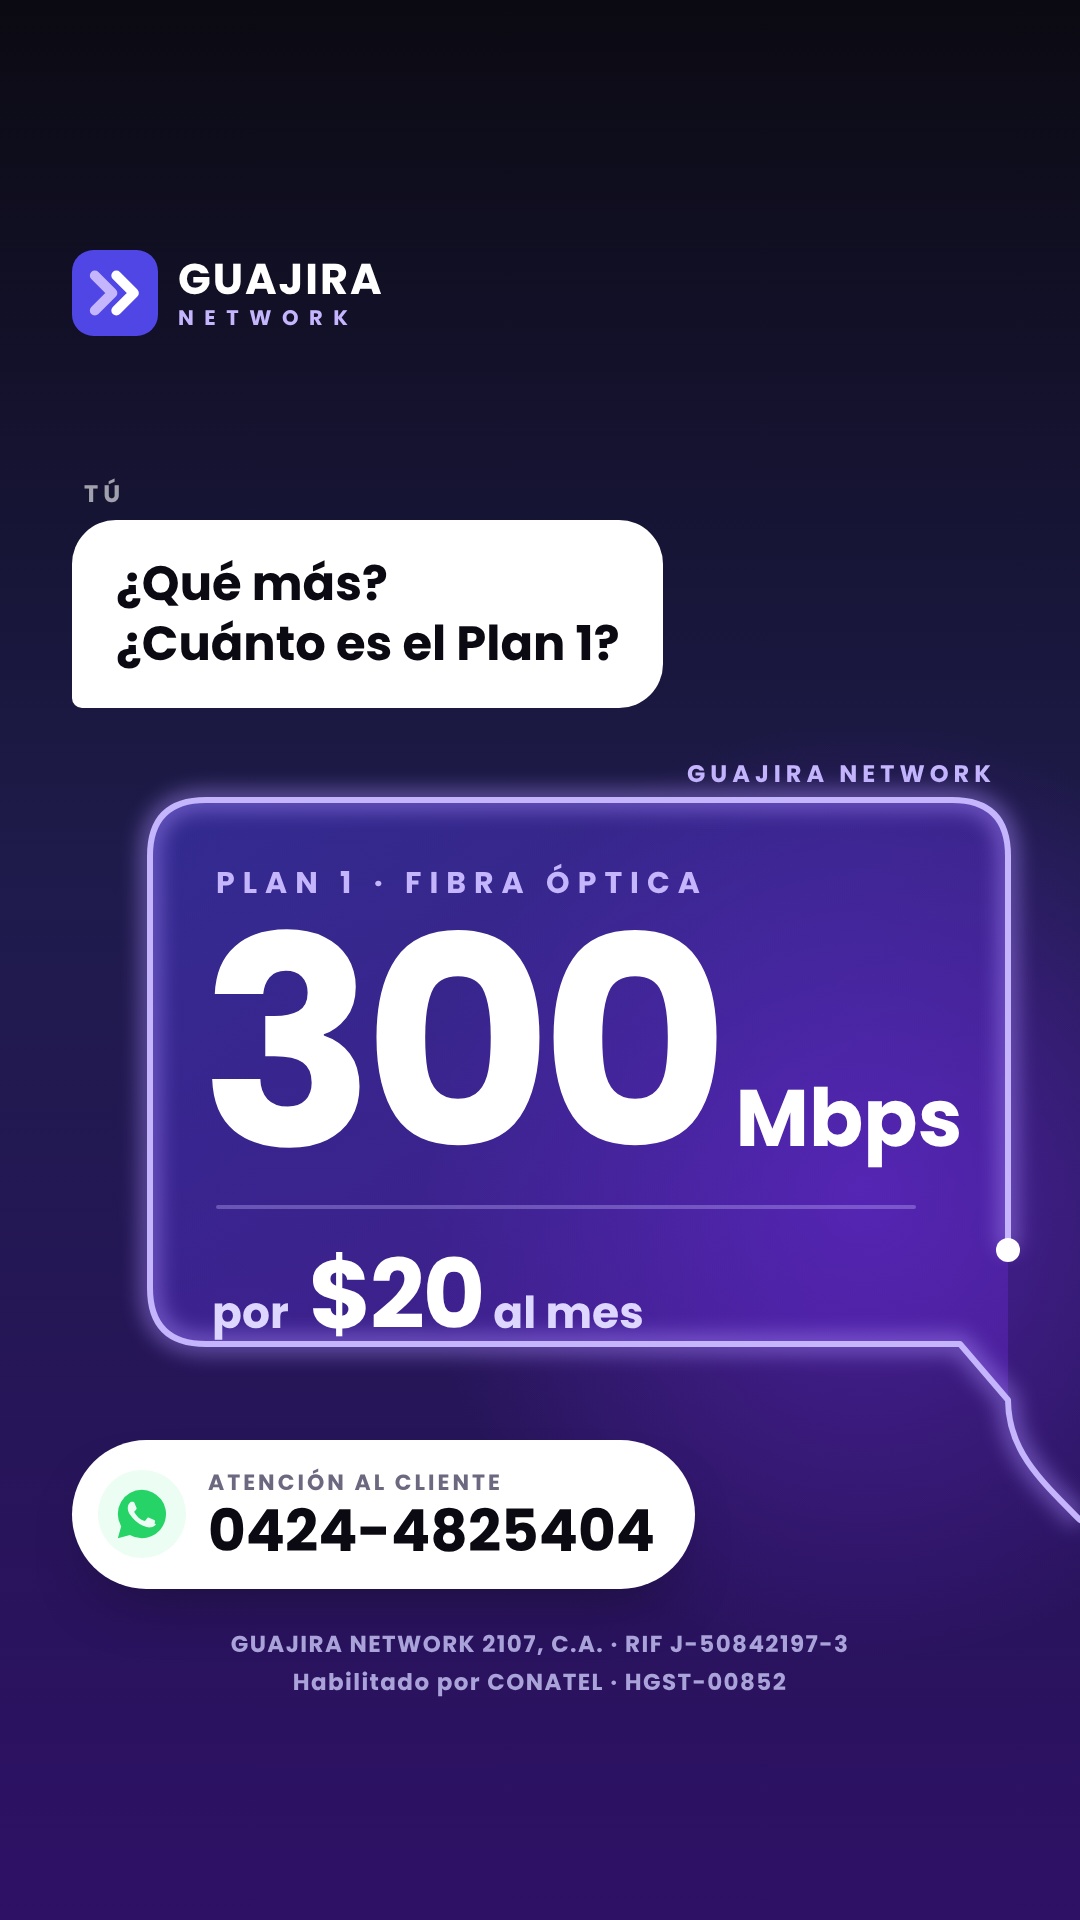 GUAJIRA
NETWORK
TÚ
¿Qué más?
¿Cuánto es el Plan 1?
GUAJIRA NETWORK
PLAN 1 · FIBRA ÓPTICA
300 Mbps
por $20 al mes
ATENCIÓN AL CLIENTE
0424-4825404
GUAJIRA NETWORK 2107, C.A. · RIF J-50842197-3
Habilitado por CONATEL · HGST-00852